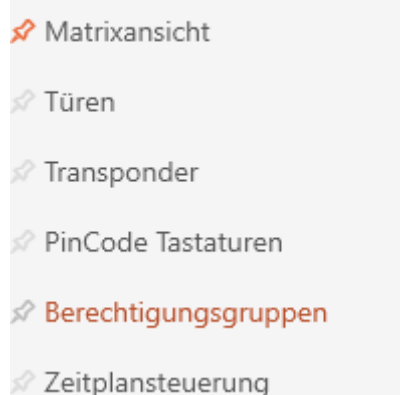 Matrixansicht
Türen
Transponder
PinCode Tastaturen
Berechtigungsgruppen
Zeitplansteuerung